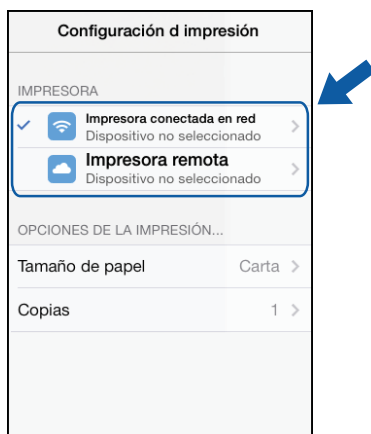 Configuración d impresión
IMPRESORA
Impresora conectada en red
Dispositivo no seleccionado
Impresora remota
Dispositivo no seleccionado
OPCIONES DE LA IMPRESIÓN...
Tamaño de papel Carta
Copias 1